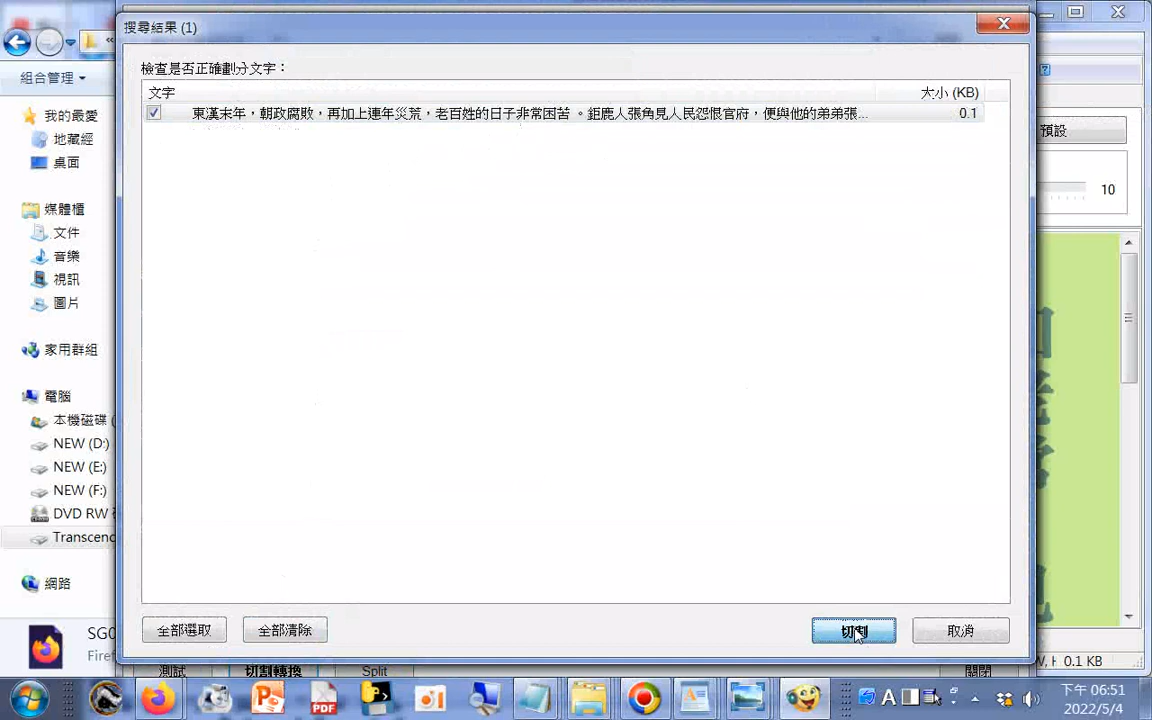 搜尋結果 (1)
組合管理
檢查是否正確劃分文字：
文字
大小 (KB)
東漢末年，朝政腐敗，再加上連年災荒，老百姓的日子非常困苦 。鉅鹿人張角見人民怨恨官府，便與他的弟弟張...
0.1
預設
10
我的最愛
地藏經
桌面
媒體櫃
文件
音樂
視訊
圖片
家用群組
電腦
本機磁碟 (
NEW (D:)
NEW (E:)
NEW (F:)
DVD RW
Transcend
網路
全部選取
全部清除
切割
取消
SG0
Firef
測試
切割轉換
Split
關閉
0.1 KB
A
下午 06:51
2022/5/4